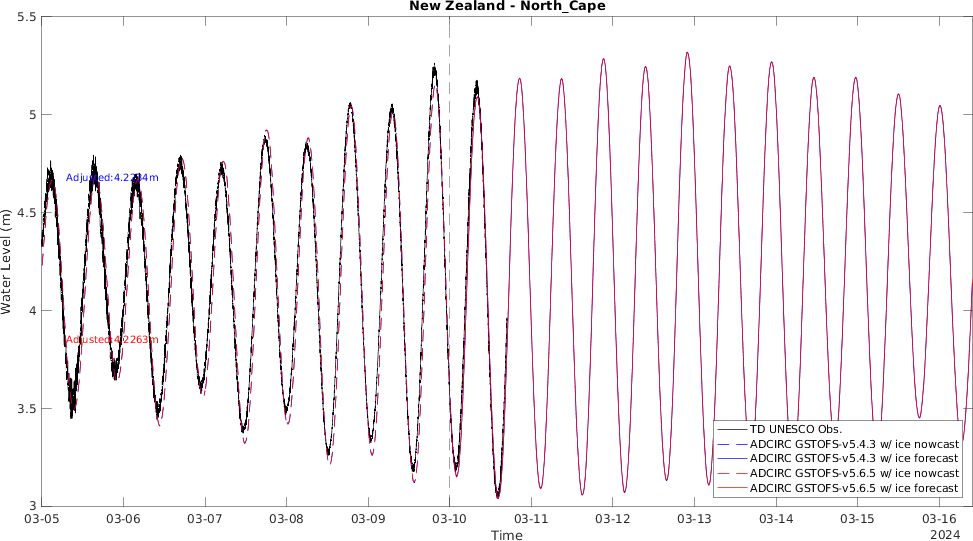 New Zealand - North_Cape
5.5
5
4.5
4
3.5
3
Water Level (m)
Adjusted:4.2284m
Adjusted:4.2263m
TD UNESCO Obs.
ADCIRC GSTOFS-v5.4.3 w/ ice nowcast
ADCIRC GSTOFS-v5.4.3 w/ ice forecast
ADCIRC GSTOFS-v5.6.5 w/ ice nowcast
ADCIRC GSTOFS-v5.6.5 w/ ice forecast
03-05 03-06 03-07 03-08 03-09 03-10 03-11 03-12 03-13 03-14 03-15 03-16
Time
2024